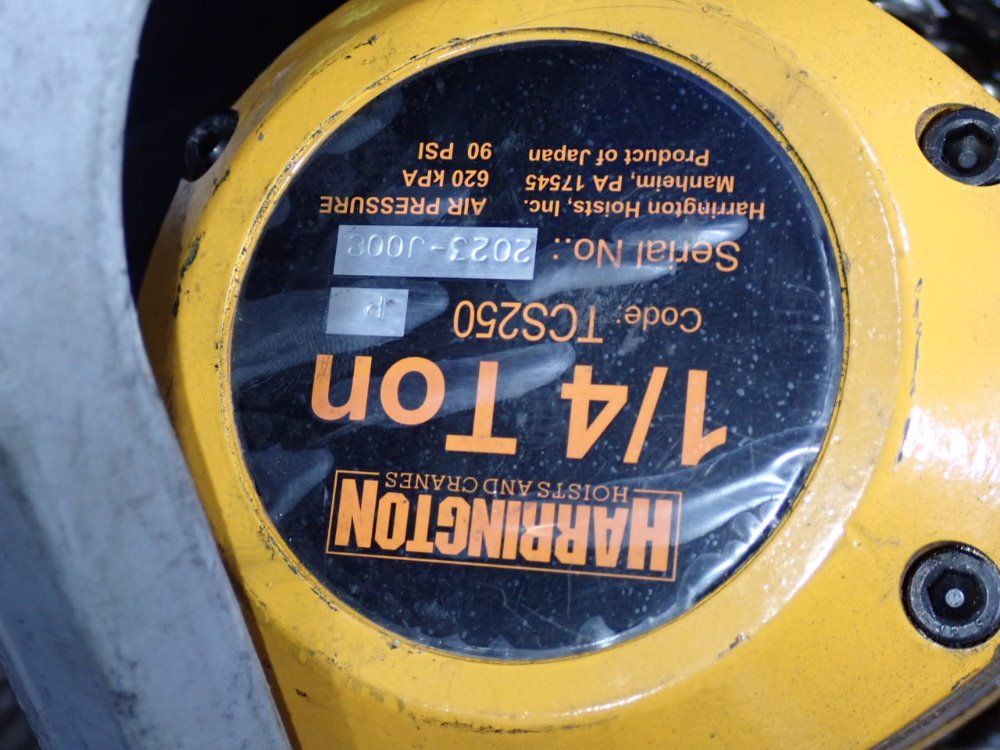 HARRINGTON
HOISTS AND CRANES
1/4 Ton
Code: TCS250 P
Serial No.: 2023-J008
Harrington Hoists, Inc. AIR PRESSURE
Manheim, PA 17545 620 kPA
Product of Japan 90 PSI